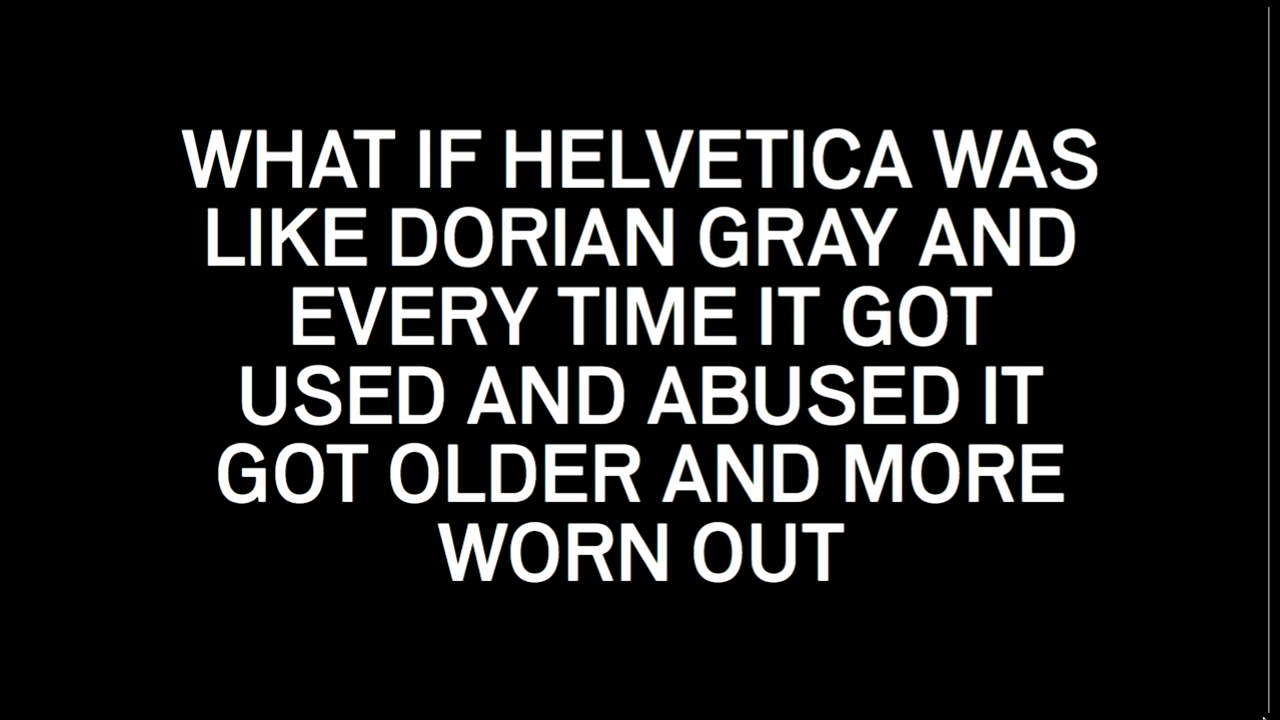 WHAT IF HELVETICA WAS
LIKE DORIAN GRAY AND
EVERY TIME IT GOT
USED AND ABUSED IT
GOT OLDER AND MORE
WORN OUT